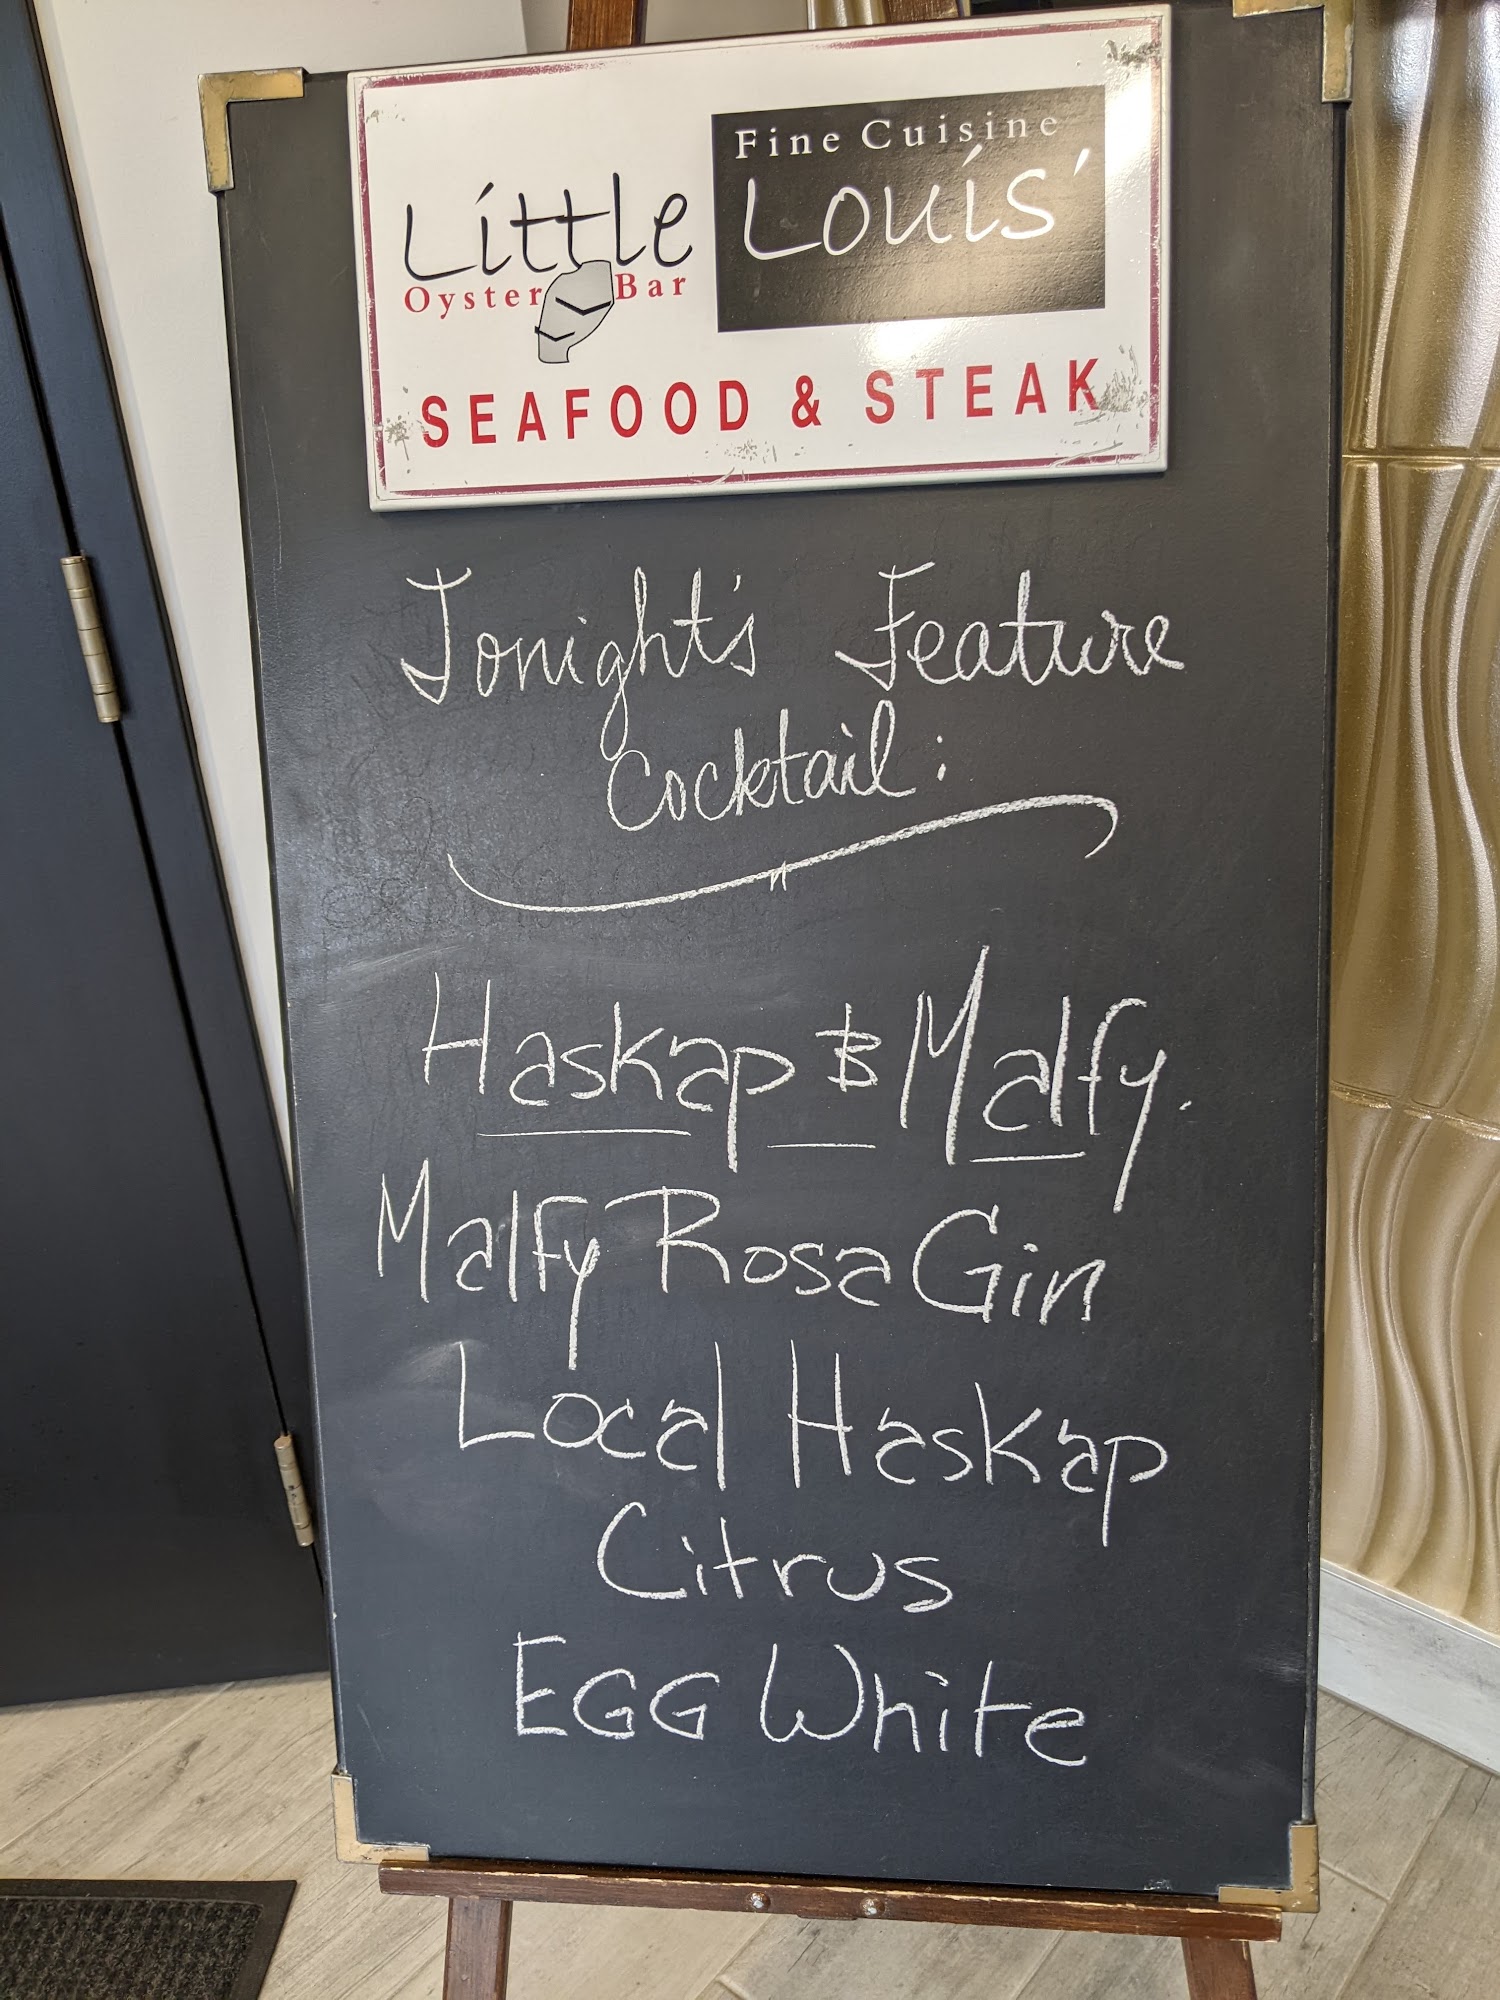 Fine Cuisine
Little Louis'
Oyster Bar
SEAFOOD & STEAK
Tonight's Feature
Cocktail:
Haskap & Malfy.
Malfy Rosa Gin
Local Haskap
Citrus
EGG White